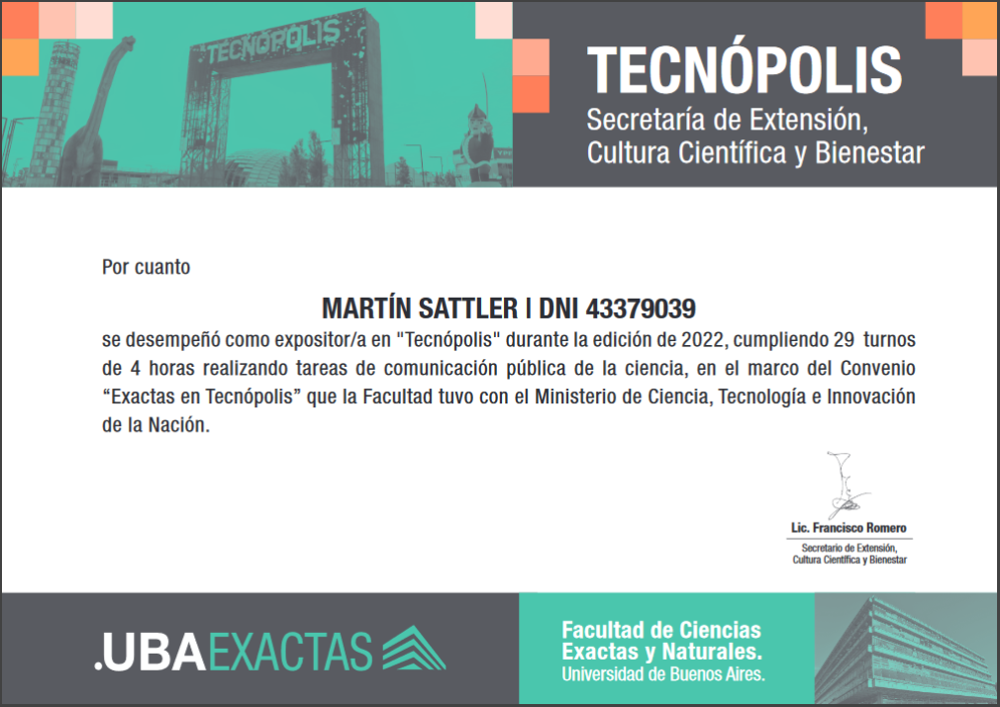 TECNÓPOLIS
TECNÓPOLIS
Secretaría de Extensión,
Cultura Científica y Bienestar
Por cuanto
MARTÍN SATTLER | DNI 43379039
se desempeñó como expositor/a en "Tecnópolis" durante la edición de 2022, cumpliendo 29 turnos
de 4 horas realizando tareas de comunicación pública de la ciencia, en el marco del Convenio
“Exactas en Tecnópolis” que la Facultad tuvo con el Ministerio de Ciencia, Tecnología e Innovación
de la Nación.
Lic. Francisco Romero
Secretario de Extensión,
Cultura Científica y Bienestar
.UBAEXACTAS
Facultad de Ciencias
Exactas y Naturales.
Universidad de Buenos Aires.